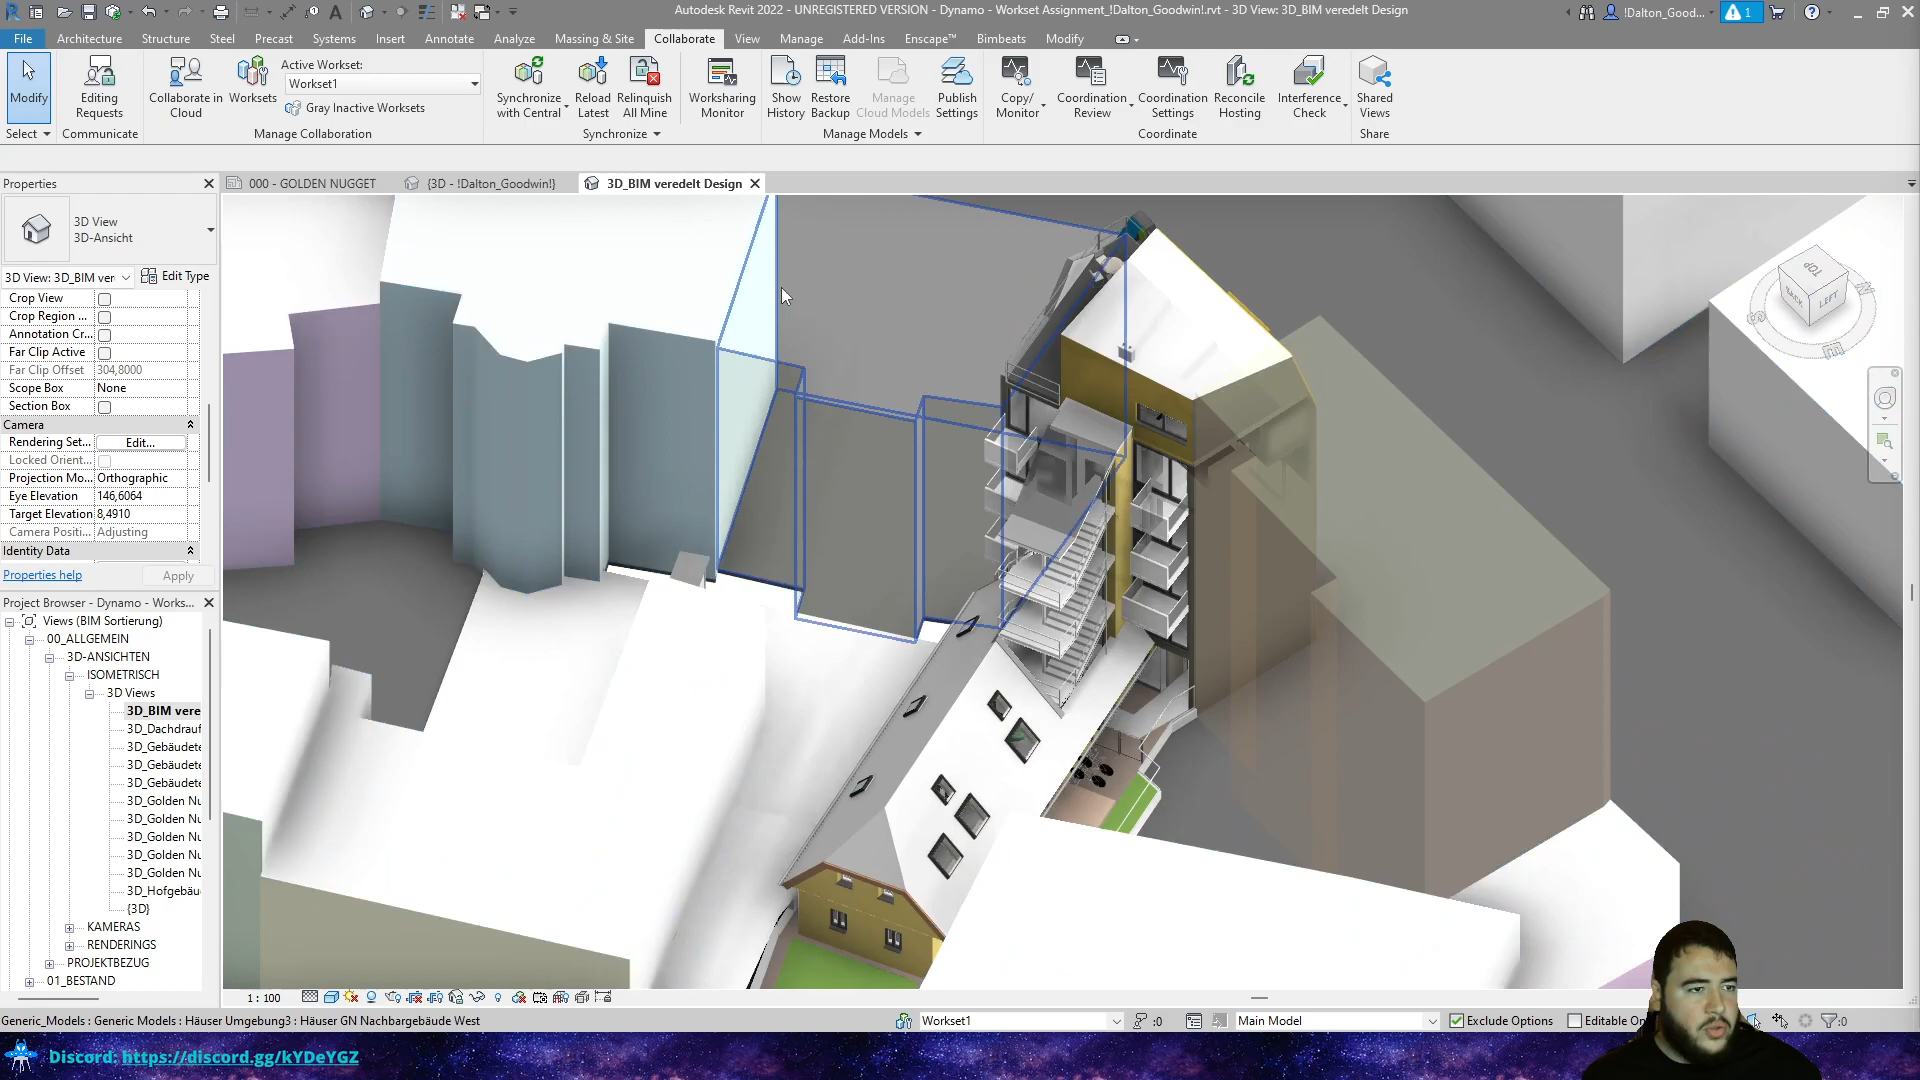 Autodesk Revit 2022 - UNREGISTERED VERSION - Dynamo - Workset Assignment_!Dalton_Goodwin!.rvt - 3D View: 3D_BIM veredelt Design
!Dalton_Good...
1
File Architecture Structure Steel Precast Systems Insert Annotate Analyze Massing & Site Collaborate View Manage Add-Ins Enscape™ Bimbeats Modify
Modify
Select
Editing Requests
Communicate
Collaborate in Cloud
Worksets
Active Workset:
Workset1
Gray Inactive Worksets
Manage Collaboration
Synchronize with Central
Reload Latest
Relinquish All Mine
Synchronize
Worksharing Monitor
Show History
Restore Backup
Manage Cloud Models
Publish Settings
Manage Models
Copy/ Monitor
Coordination Review
Coordination Settings
Reconcile Hosting
Interference Check
Coordinate
Shared Views
Share
Properties
000 - GOLDEN NUGGET
{3D - !Dalton_Goodwin!}
3D_BIM veredelt Design
3D View
3D-Ansicht
3D View: 3D_BIM ver
Edit Type
Crop View
Crop Region ...
Annotation Cr...
Far Clip Active
Far Clip Offset 304,8000
Scope Box None
Section Box
Camera
Rendering Set... Edit...
Locked Orient...
Projection Mo... Orthographic
Eye Elevation 146,6064
Target Elevation 8,4910
Camera Positi... Adjusting
Identity Data
Properties help
Apply
Project Browser - Dynamo - Works...
Views (BIM Sortierung)
00_ALLGEMEIN
3D-ANSICHTEN
ISOMETRISCH
3D Views
3D_BIM vere
3D_Dachdrauf
3D_Gebäudete
3D_Gebäudete
3D_Gebäudete
3D_Golden Nu
3D_Golden Nu
3D_Golden Nu
3D_Golden Nu
3D_Golden Nu
3D_Hofgebäu
{3D}
KAMERAS
RENDERINGS
PROJEKTBEZUG
01_BESTAND
TOP
BACK
LEFT
1 : 100
Generic_Models : Generic Models : Häuser Umgebung3 : Häuser GN Nachbargebäude West
Workset1
:0
Main Model
Exclude Options
Editable On
:0
Discord: https://discord.gg/kYDeYGZ